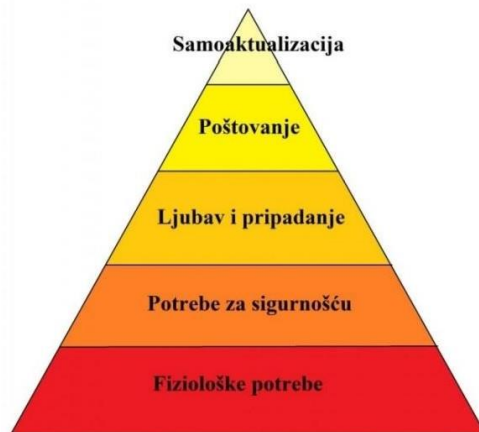 Samoaktualizacija
Poštovanje
Ljubav i pripadanje
Potrebe za sigurnošću
Fiziološke potrebe